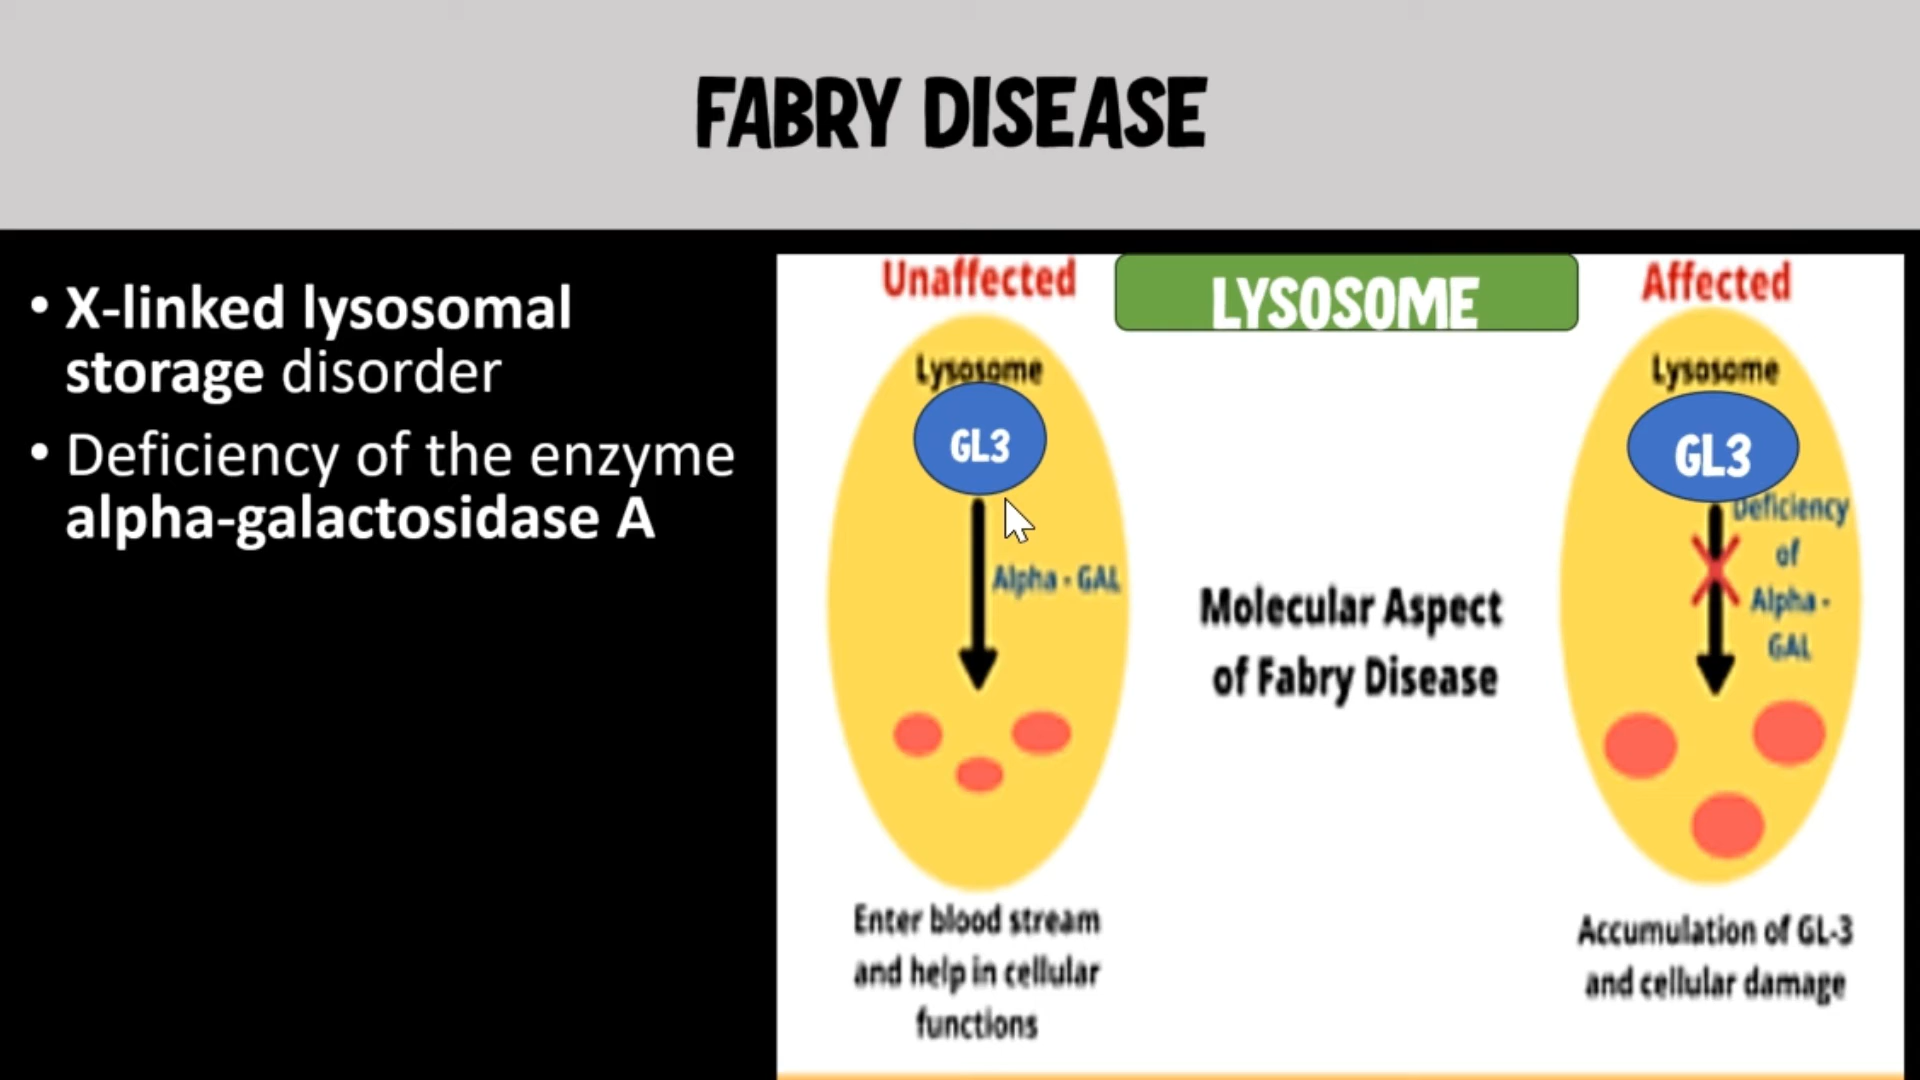 FABRY DISEASE
• X-linked lysosomal
storage disorder
• Deficiency of the enzyme
alpha-galactosidase A
Unaffected
LYSOSOME
Affected
Lysosome
GL3
Alpha - GAL
Enter blood stream
and help in cellular
functions
Molecular Aspect
of Fabry Disease
Lysosome
GL3
Deficiency
of
Alpha -
GAL
Accumulation of GL-3
and cellular damage